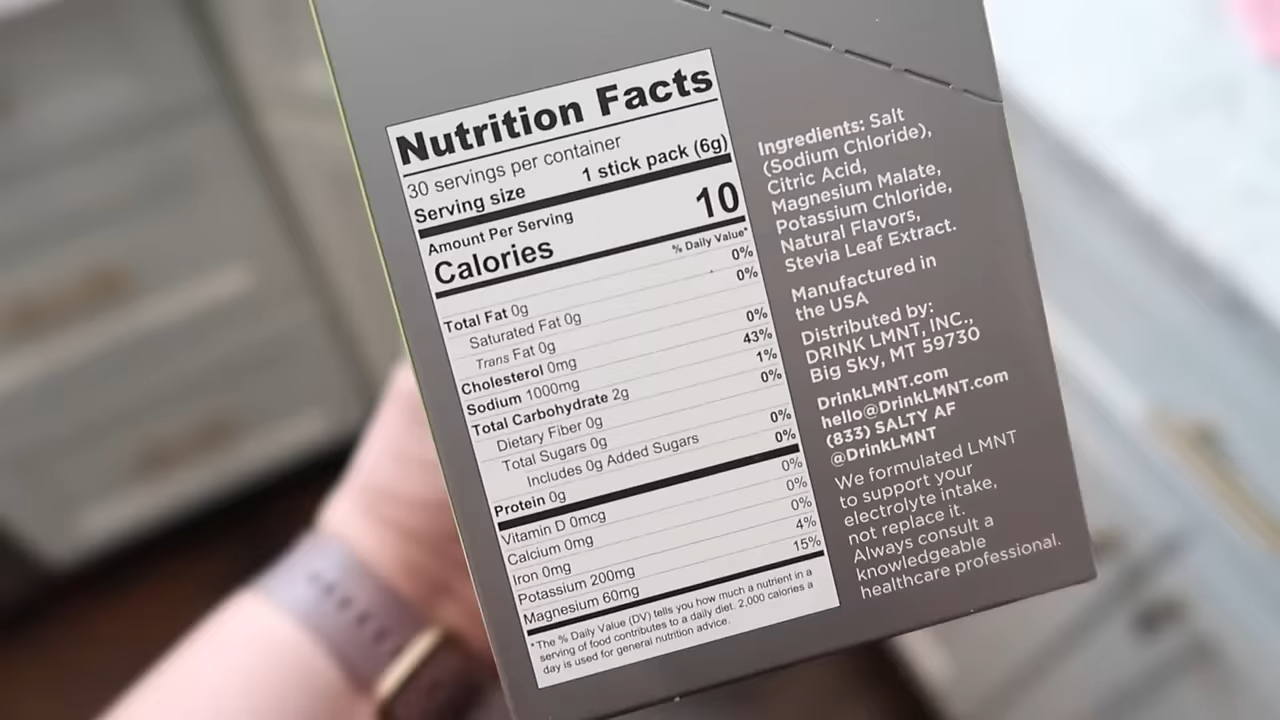 Nutrition Facts
30 servings per container
Serving size 1 stick pack (6g)
Amount Per Serving
Calories 10
% Daily Value*
Total Fat 0g 0%
Saturated Fat 0g 0%
Trans Fat 0g
Cholesterol 0mg 0%
Sodium 1000mg 43%
Total Carbohydrate 2g 1%
Dietary Fiber 0g 0%
Total Sugars 0g
Includes 0g Added Sugars 0%
Protein 0g 0%
Vitamin D 0mcg 0%
Calcium 0mg 0%
Iron 0mg 0%
Potassium 200mg 4%
Magnesium 60mg 15%
*The % Daily Value (DV) tells you how much a nutrient in a
serving of food contributes to a daily diet. 2,000 calories a
day is used for general nutrition advice.
Ingredients: Salt
(Sodium Chloride),
Citric Acid,
Magnesium Malate,
Potassium Chloride,
Natural Flavors,
Stevia Leaf Extract.
Manufactured in
the USA
Distributed by:
DRINK LMNT, INC.,
Big Sky, MT 59730
DrinkLMNT.com
hello@DrinkLMNT.com
(833) SALTY AF
@DrinkLMNT
We formulated LMNT
to support your
electrolyte intake,
not replace it.
Always consult a
knowledgeable
healthcare professional.